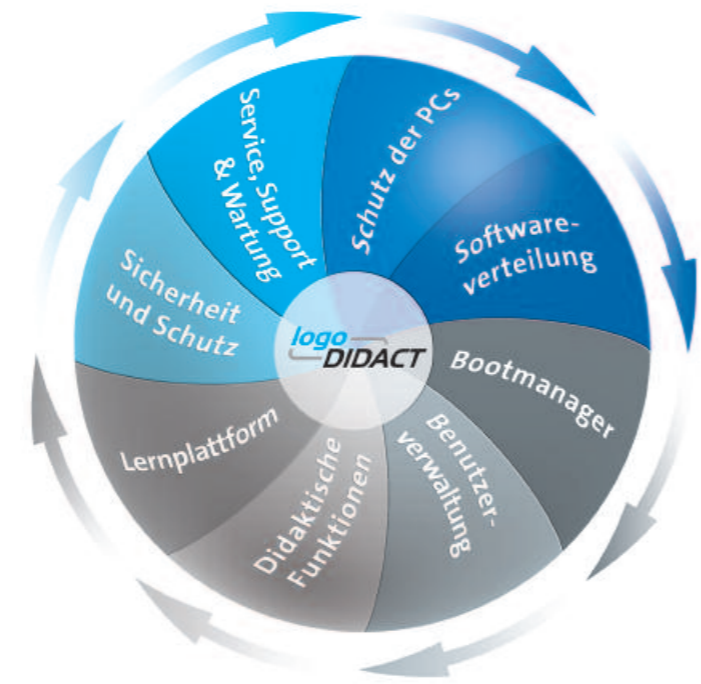 Schutz der PCs
Software-
verteilung
Bootmanager
Benutzer-
verwaltung
Didaktische
Funktionen
Lernplattform
Sicherheit
und Schutz
Service, Support
& Wartung
logo
DIDACT